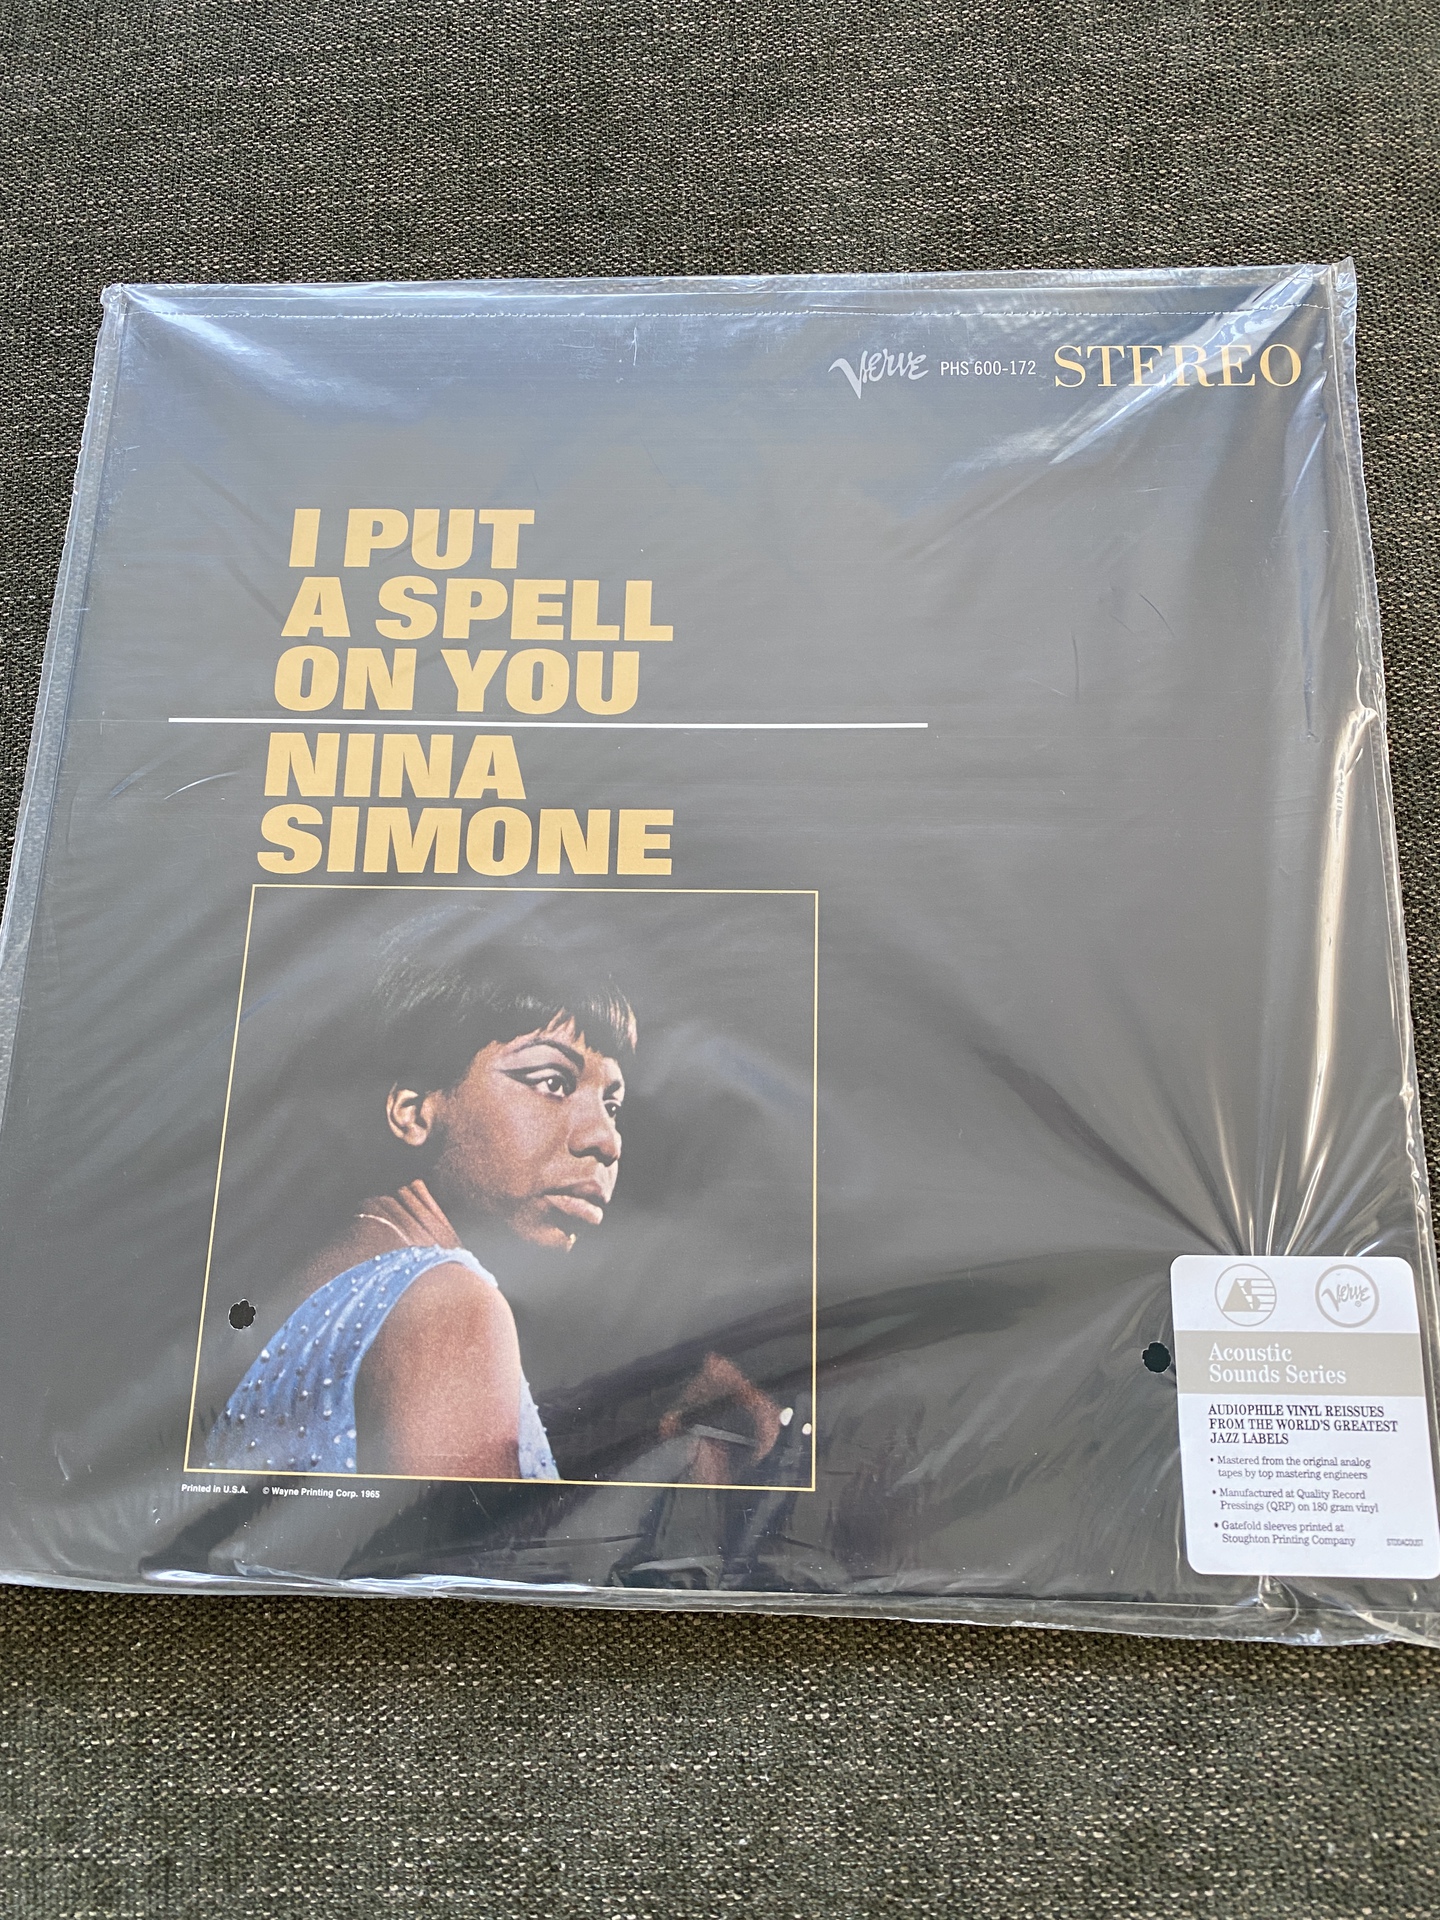 Verve PHS 600-172 STEREO
I PUT
A SPELL
ON YOU
NINA
SIMONE
Printed in U.S.A. © Wayne Printing Corp. 1965
AS
Verve
Acoustic
Sounds Series
AUDIOPHILE VINYL REISSUES
FROM THE WORLD'S GREATEST
JAZZ LABELS
• Mastered from the original analog
tapes by top mastering engineers
• Manufactured at Quality Record
Pressings (QRP) on 180 gram vinyl
• Gatefold sleeves printed at
Stoughton Printing Company